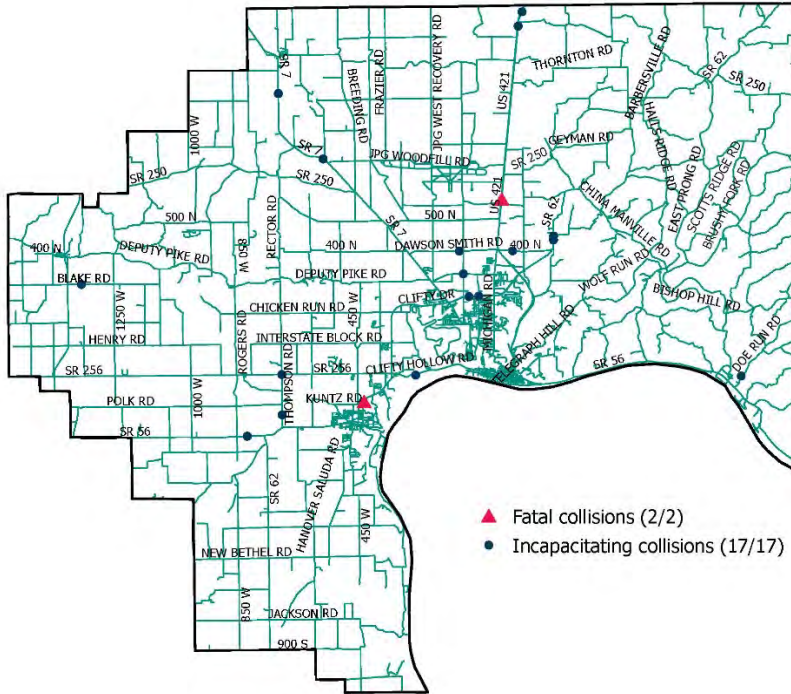 SR 7
BREEDING RD
FRAZIER RD
JPG WEST RECOVERY RD
US 421
THORNTON RD
BARBERSVILLE RD
SR 62
SR 250
1000 W
SR 7
JPG WOODFILL RD
SR 250
GEYMAN RD
HALLS RIDGE RD
EAST PRONG RD
SCOTTS RIDGE RD
BRUSHY FORK RD
SR 250
SR 250
500 N
RECTOR RD
850 W
SR 7
500 N
US 421
SR 62
CHINA MANVILLE RD
400 N
DEPUTY PIKE RD
400 N
DAWSON SMITH RD
400 N
WOLF RUN RD
BLAKE RD
DEPUTY PIKE RD
CLIFTY DR
MICHIGAN RD
BISHOP HILL RD
1250 W
CHICKEN RUN RD
450 W
HENRY RD
ROGERS RD
INTERSTATE BLOCK RD
TELEGRAPH HILL RD
DOE RUN RD
SR 256
THOMPSON RD
SR 256
CLIFTY HOLLOW RD
SR 56
POLK RD
1000 W
KUNTZ RD
SR 56
SR 62
HANOVER SALUDA RD
450 W
Fatal collisions (2/2)
Incapacitating collisions (17/17)
NEW BETHEL RD
850 W
JACKSON RD
900 S